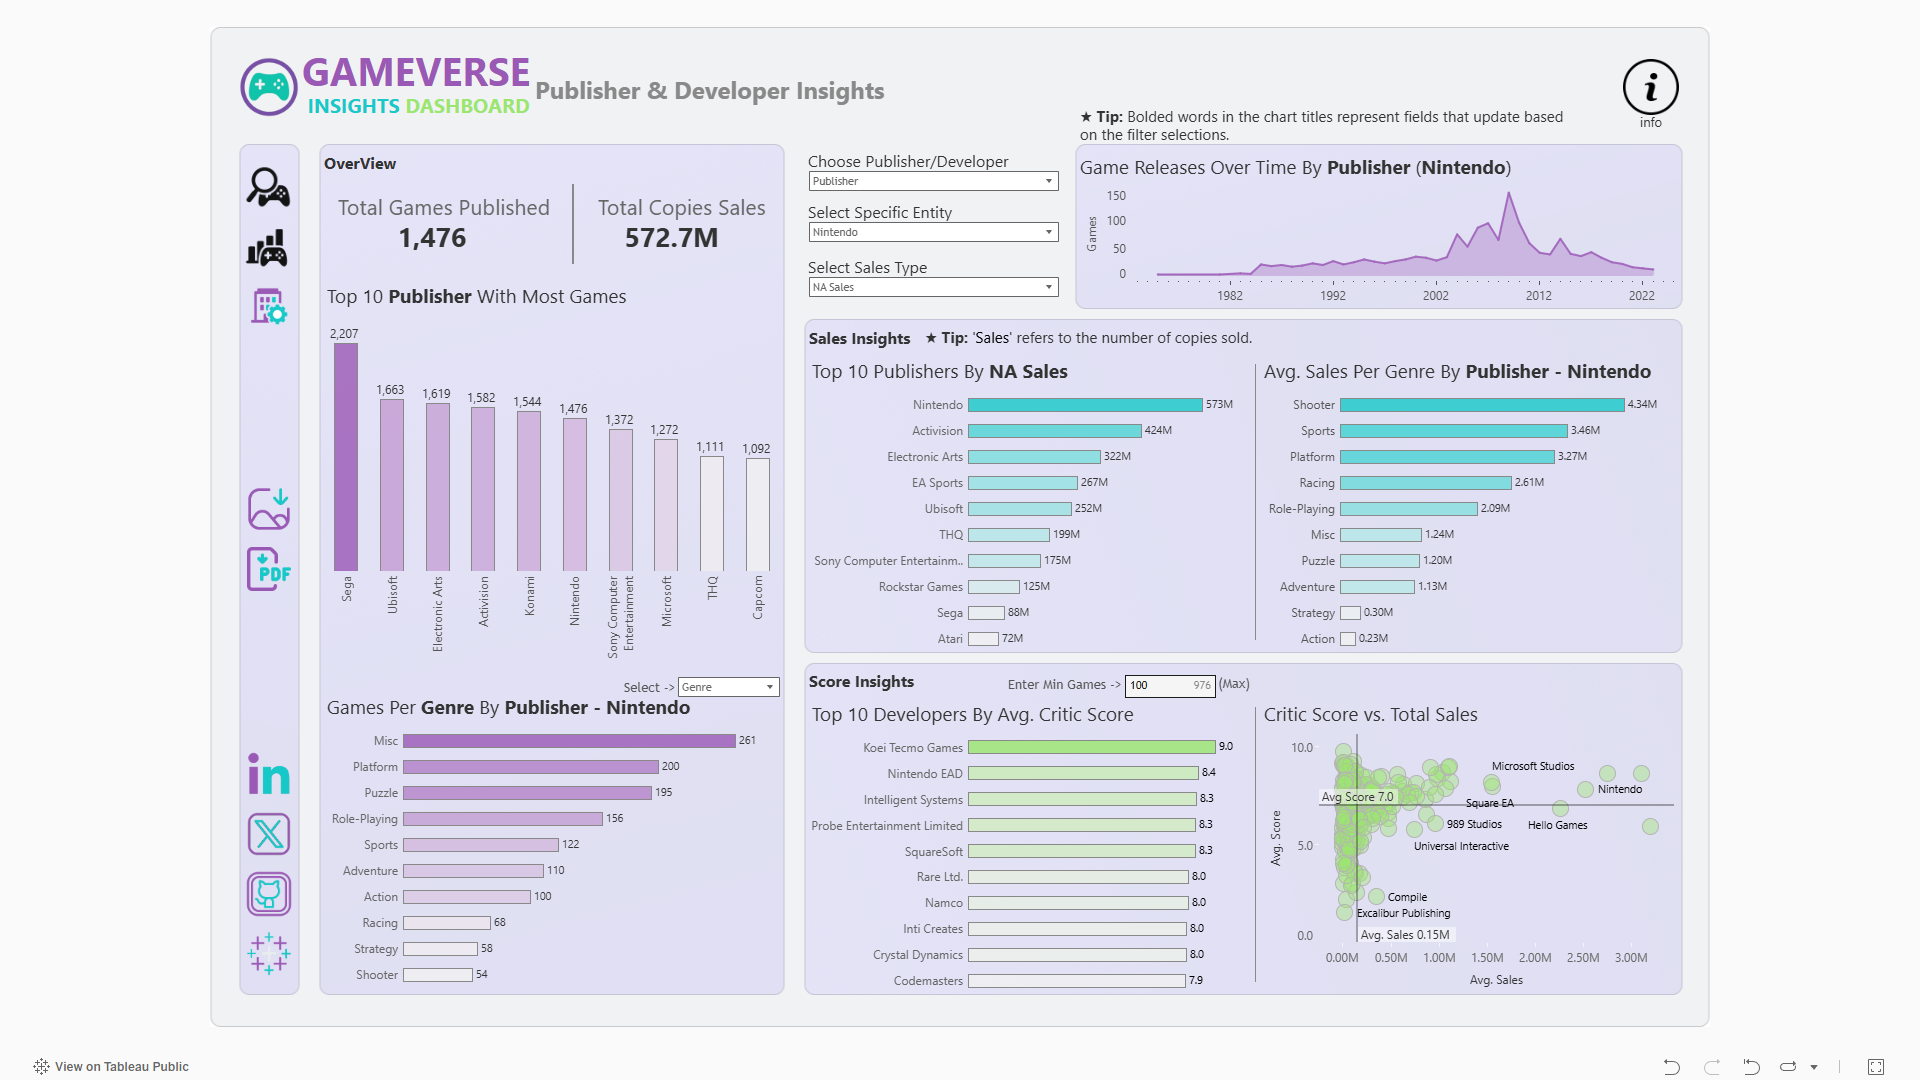 GAMEVERSE
INSIGHTS DASHBOARD
Publisher & Developer Insights
info
★ Tip: Bolded words in the chart titles represent fields that update based
on the filter selections.
OverView
Total Games Published
1,476
Total Copies Sales
572.7M
Top 10 Publisher With Most Games
2,207
1,663
1,619
1,582
1,544
1,476
1,372
1,272
1,111
1,092
Sega
Ubisoft
Electronic Arts
Activision
Konami
Nintendo
Sony Computer
Entertainment
Microsoft
THQ
Capcom
Select ->
Genre
Games Per Genre By Publisher - Nintendo
Misc 261
Platform 200
Puzzle 195
Role-Playing 156
Sports 122
Adventure 110
Action 100
Racing 68
Strategy 58
Shooter 54
PDF
in
Choose Publisher/Developer
Publisher
Select Specific Entity
Nintendo
Select Sales Type
NA Sales
Game Releases Over Time By Publisher (Nintendo)
Games
150
100
50
0
1982 1992 2002 2012 2022
Sales Insights ★ Tip: 'Sales' refers to the number of copies sold.
Top 10 Publishers By NA Sales
Nintendo 573M
Activision 424M
Electronic Arts 322M
EA Sports 267M
Ubisoft 252M
THQ 199M
Sony Computer Entertainm.. 175M
Rockstar Games 125M
Sega 88M
Atari 72M
Avg. Sales Per Genre By Publisher - Nintendo
Shooter 4.34M
Sports 3.46M
Platform 3.27M
Racing 2.61M
Role-Playing 2.09M
Misc 1.24M
Puzzle 1.20M
Adventure 1.13M
Strategy 0.30M
Action 0.23M
Score Insights
Enter Min Games -> 100 976 (Max)
Top 10 Developers By Avg. Critic Score
Koei Tecmo Games 9.0
Nintendo EAD 8.4
Intelligent Systems 8.3
Probe Entertainment Limited 8.3
SquareSoft 8.3
Rare Ltd. 8.0
Namco 8.0
Inti Creates 8.0
Crystal Dynamics 8.0
Codemasters 7.9
Critic Score vs. Total Sales
Avg. Score
10.0
5.0
0.0
Microsoft Studios
Nintendo
Avg Score 7.0
Square EA
989 Studios
Hello Games
Universal Interactive
Compile
Excalibur Publishing
Avg. Sales 0.15M
0.00M 0.50M 1.00M 1.50M 2.00M 2.50M 3.00M
Avg. Sales
View on Tableau Public